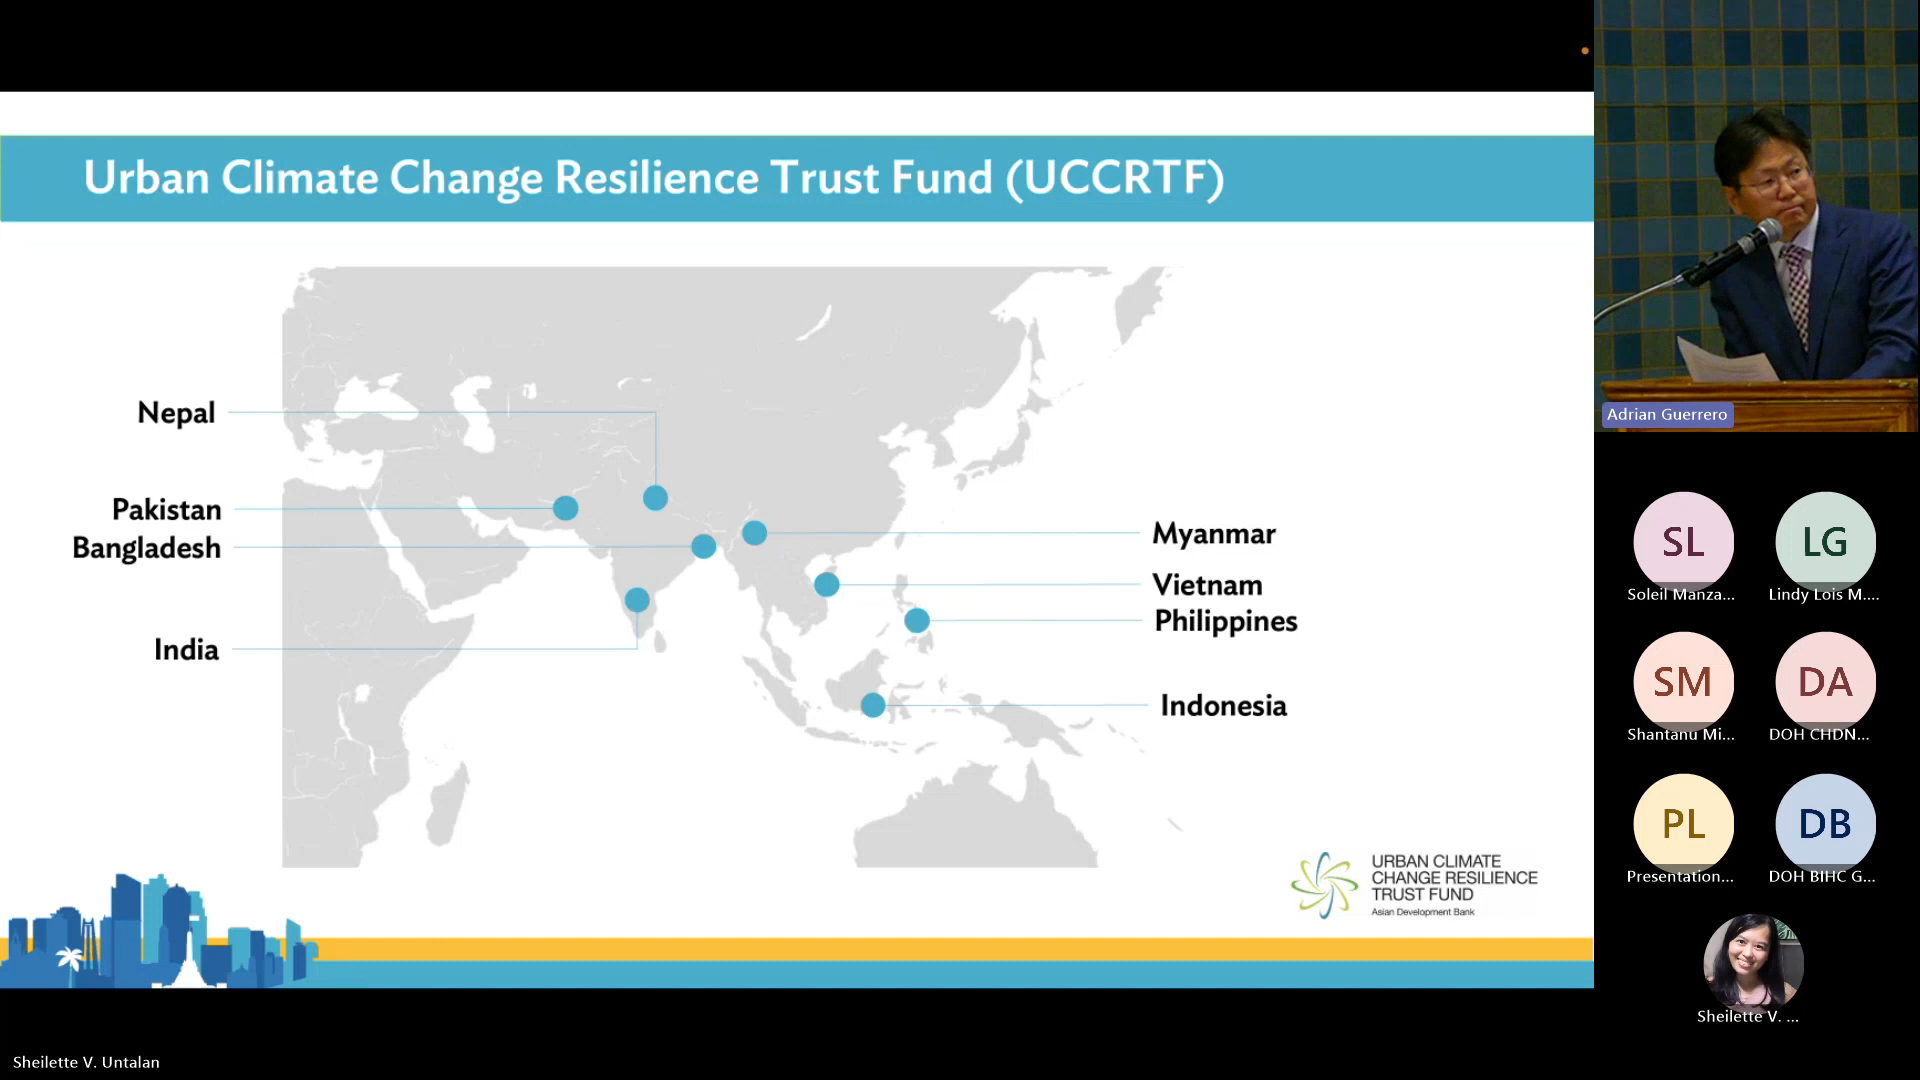 Urban Climate Change Resilience Trust Fund (UCCRTF)
Nepal
Pakistan
Bangladesh
India
Myanmar
Vietnam
Philippines
Indonesia
URBAN CLIMATE
CHANGE RESILIENCE
TRUST FUND
Asian Development Bank
Adrian Guerrero
SL
Soleil Manza...
LG
Lindy Lois M....
SM
Shantanu Mi...
DA
DOH CHDN...
PL
Presentation...
DB
DOH BIHC G...
Sheilette V. ...
Sheilette V. Untalan